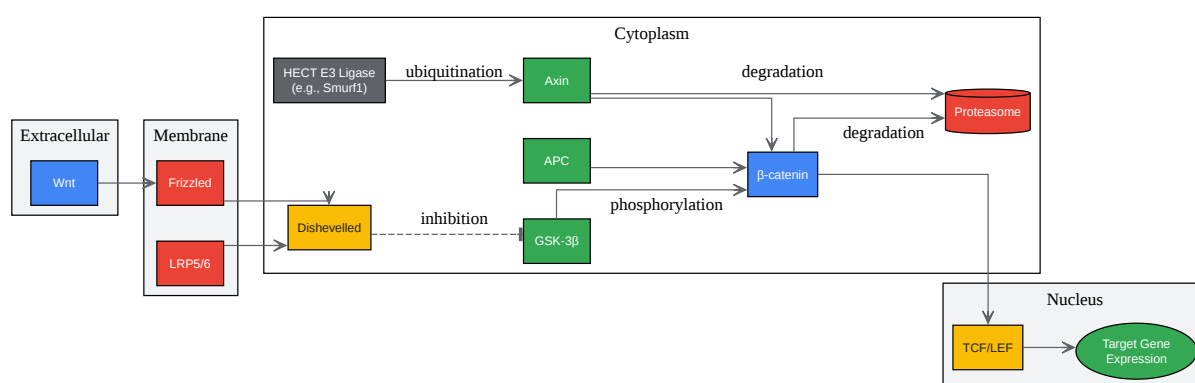 Cytoplasm
HECT E3 Ligase
(e.g., Smurf1)
ubiquitination
Axin
degradation
Proteasome
degradation
Extracellular
Wnt
Membrane
Frizzled
LRP5/6
APC
β-catenin
phosphorylation
Dishevelled
inhibition
GSK-3β
Nucleus
TCF/LEF
Target Gene
Expression